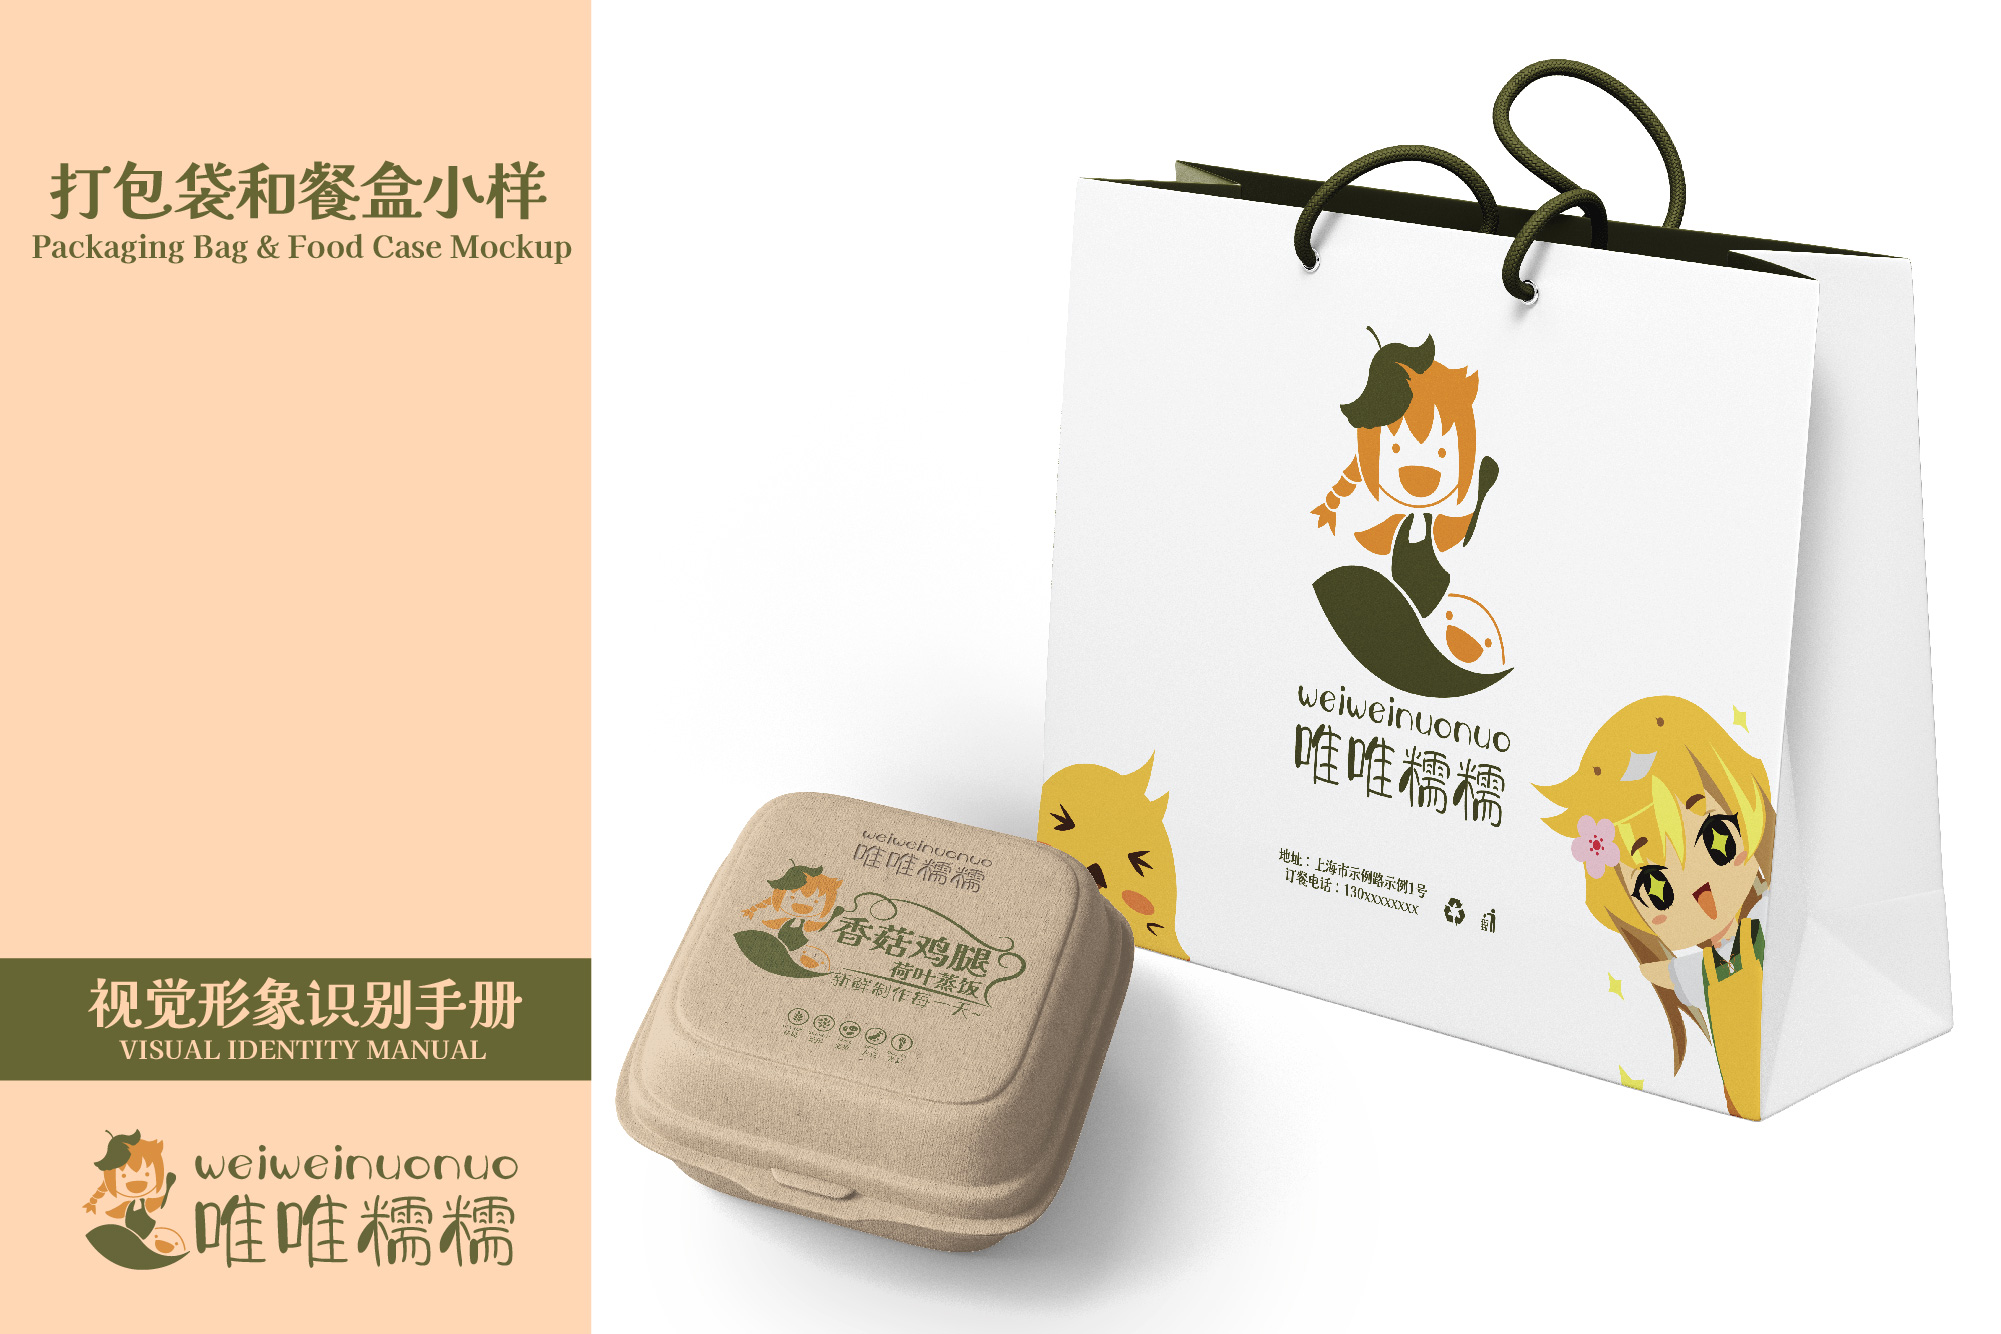 打包袋和餐盒小样
Packaging Bag & Food Case Mockup
视觉形象识别手册
VISUAL IDENTITY MANUAL
weiweinuonuo
唯唯糯糯
weiweinuonuo
唯唯糯糯
香菇鸡腿
荷叶蒸饭
新鲜制作每一天~
weiweinuonuo
唯唯糯糯
地址：上海市示例路示例1号
订餐电话：130xxxxxxxx